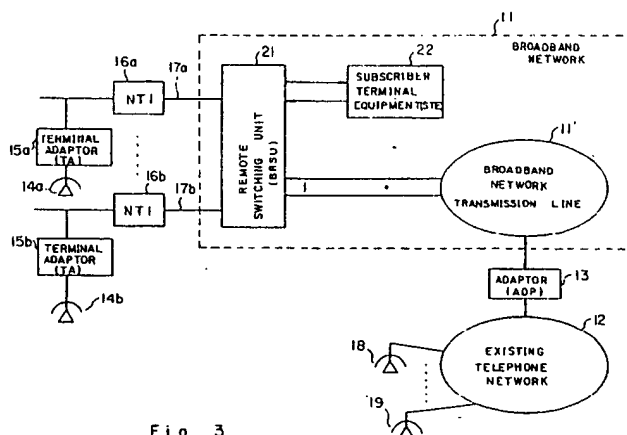 11
BROADBAND
NETWORK
16a
17a
21
22
NT1
REMOTE
SWITCHING UNIT
(BRSU)
SUBSCRIBER
TERMINAL
EQUIPMENT(STE
15a
TERMINAL
ADAPTOR
(TA)
14a
16b
17b
NT1
11'
BROADBAND
NETWORK
TRANSMISSION LINE
15b
TERMINAL
ADAPTOR
(TA)
14b
ADAPTOR
(ADP)
13
12
18
EXISTING
TELEPHONE
NETWORK
19
Fig. 3